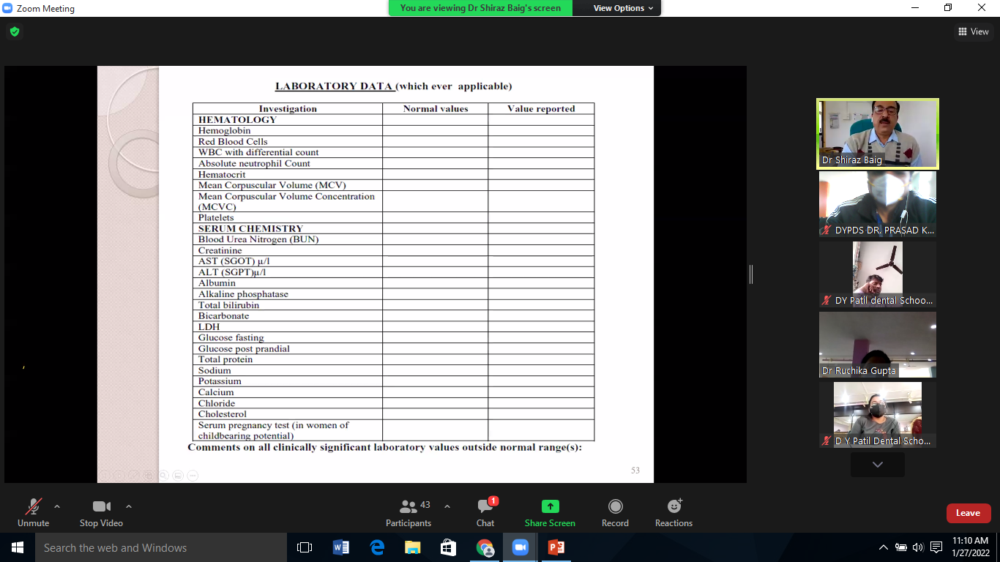 Zoom Meeting
You are viewing Dr Shiraz Baig's screen
View Options
View
LABORATORY DATA (which ever applicable)
Investigation Normal values Value reported
HEMATOLOGY
Hemoglobin
Red Blood Cells
WBC with differential count
Absolute neutrophil Count
Hematocrit
Mean Corpuscular Volume (MCV)
Mean Corpuscular Volume Concentration
(MCVC)
Platelets
SERUM CHEMISTRY
Blood Urea Nitrogen (BUN)
Creatinine
AST (SGOT) µ/l
ALT (SGPT)µ/l
Albumin
Alkaline phosphatase
Total bilirubin
Bicarbonate
LDH
Glucose fasting
Glucose post prandial
Total protein
Sodium
Potassium
Calcium
Chloride
Cholesterol
Serum pregnancy test (in women of
childbearing potential)
Comments on all clinically significant laboratory values outside normal range(s):
53
Dr Shiraz Baig
DYPDS DR. PRASAD K...
DY Patil dental Schoo...
Dr Ruchika Gupta
D Y Patil Dental Scho...
Unmute
Stop Video
43
Participants
1
Chat
Share Screen
Record
Reactions
Leave
Search the web and Windows
11:10 AM
1/27/2022